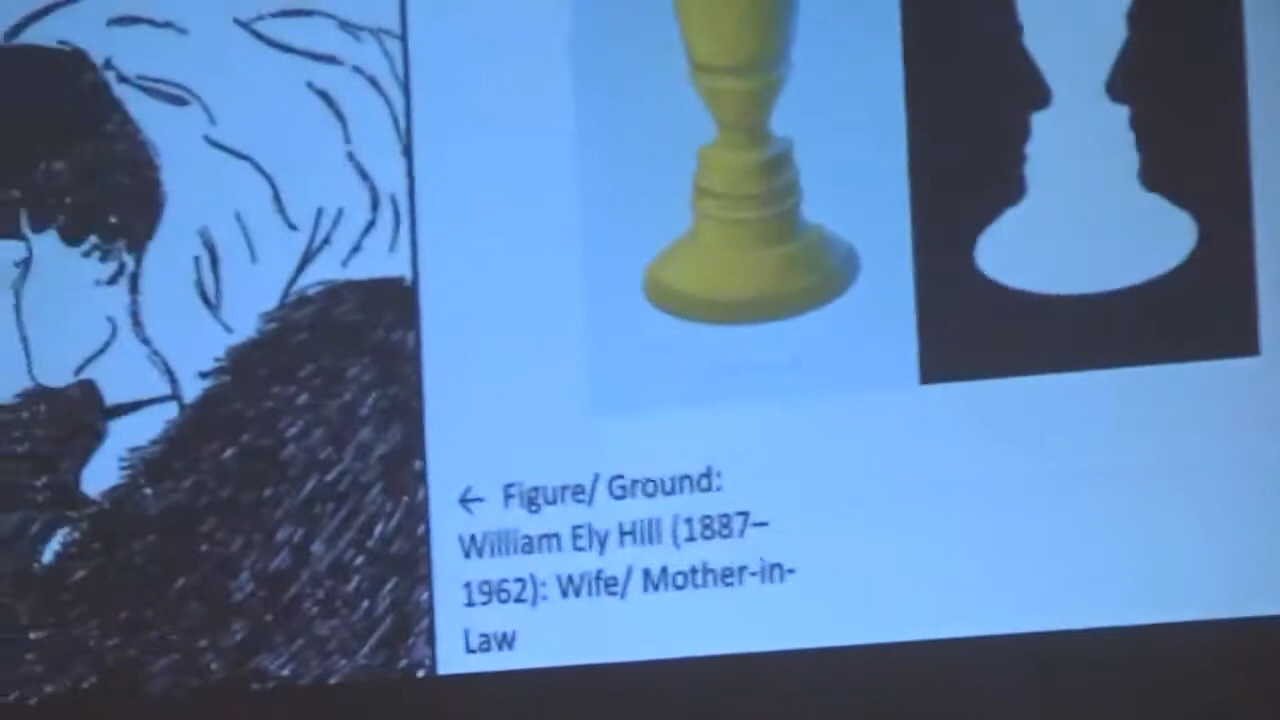 ← Figure/ Ground:
William Ely Hill (1887–
1962): Wife/ Mother-in-
Law